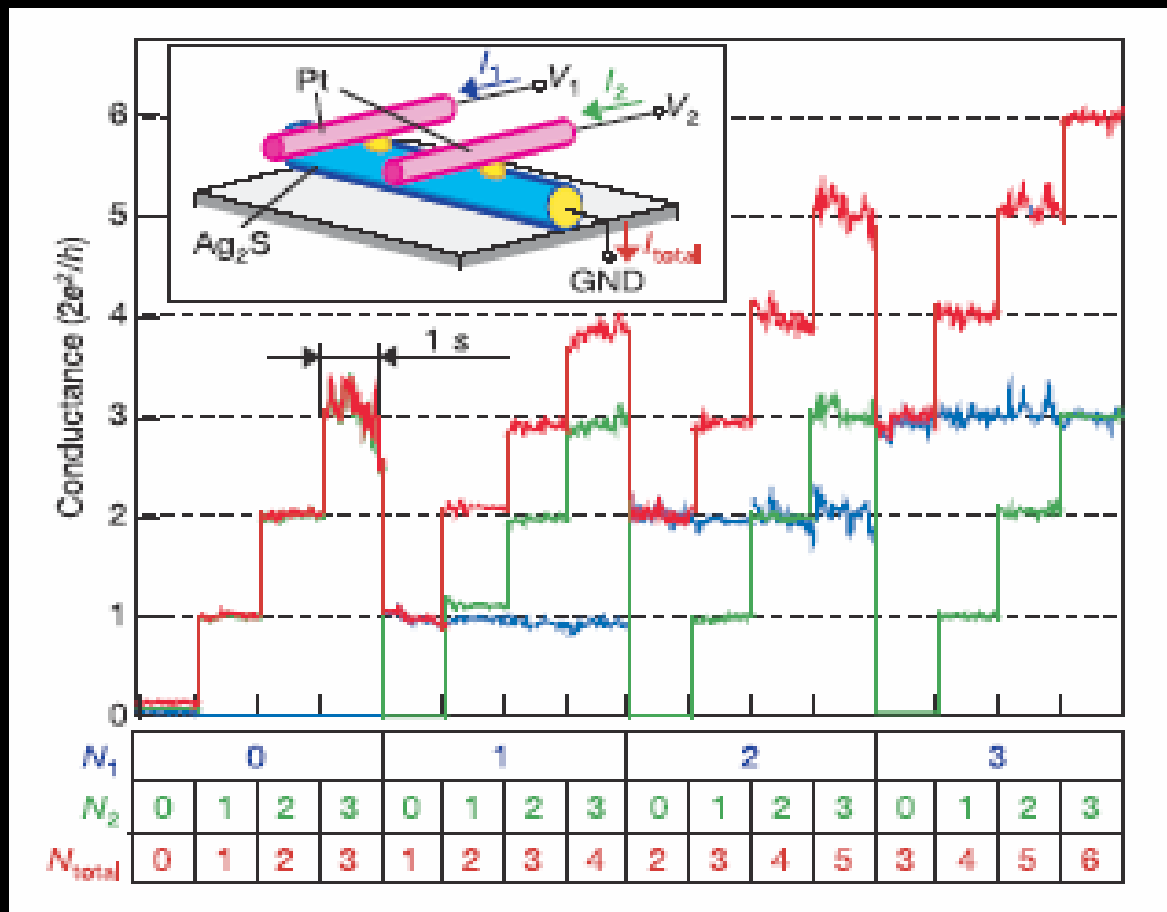 Conductance (2e²/h)
6
5
4
3
2
1
0
Pt
I₁
V₁
I₂
V₂
Ag₂S
I_total
GND
1 s
N₁ 0 1 2 3
N₂ 0 1 2 3 0 1 2 3 0 1 2 3 0 1 2 3
N_total 0 1 2 3 1 2 3 4 2 3 4 5 3 4 5 6